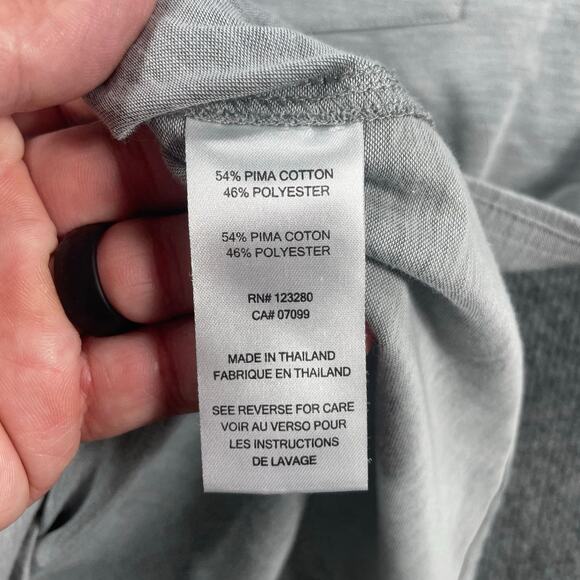 54% PIMA COTTON
46% POLYESTER
54% PIMA COTON
46% POLYESTER
RN# 123280
CA# 07099
MADE IN THAILAND
FABRIQUE EN THAILAND
SEE REVERSE FOR CARE
VOIR AU VERSO POUR
LES INSTRUCTIONS
DE LAVAGE